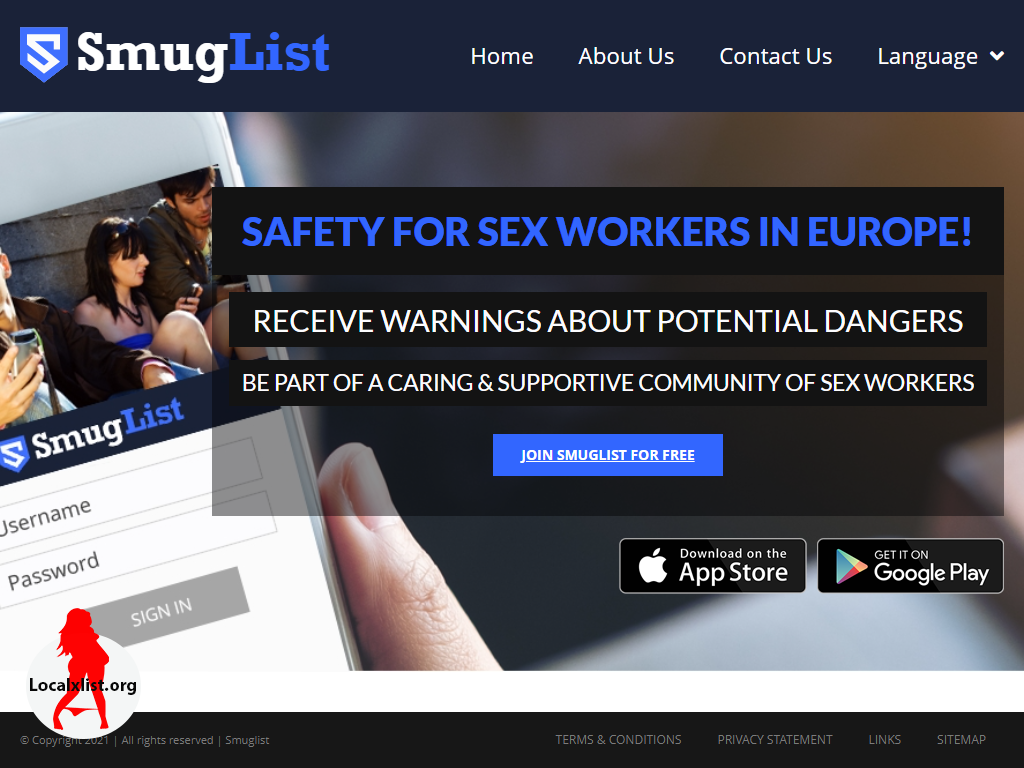 SmugList
Home
About Us
Contact Us
Language
SAFETY FOR SEX WORKERS IN EUROPE!
RECEIVE WARNINGS ABOUT POTENTIAL DANGERS
BE PART OF A CARING & SUPPORTIVE COMMUNITY OF SEX WORKERS
SmugList
JOIN SMUGLIST FOR FREE
Username
Password
SIGN IN
Download on the
App Store
GET IT ON
Google Play
Localxlist.org
© Copyright 2021 | All rights reserved | Smuglist
TERMS & CONDITIONS
PRIVACY STATEMENT
LINKS
SITEMAP